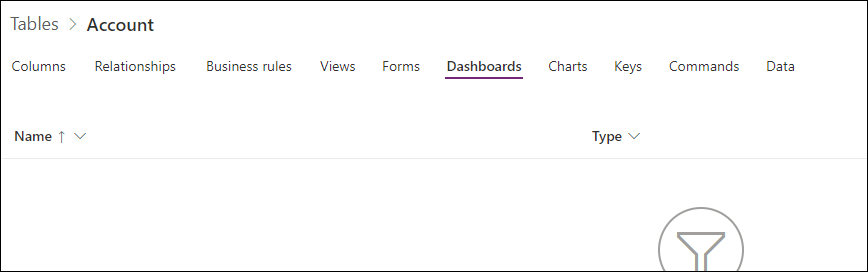 Tables > Account
Columns Relationships Business rules Views Forms Dashboards Charts Keys Commands Data
Name ↑ Type